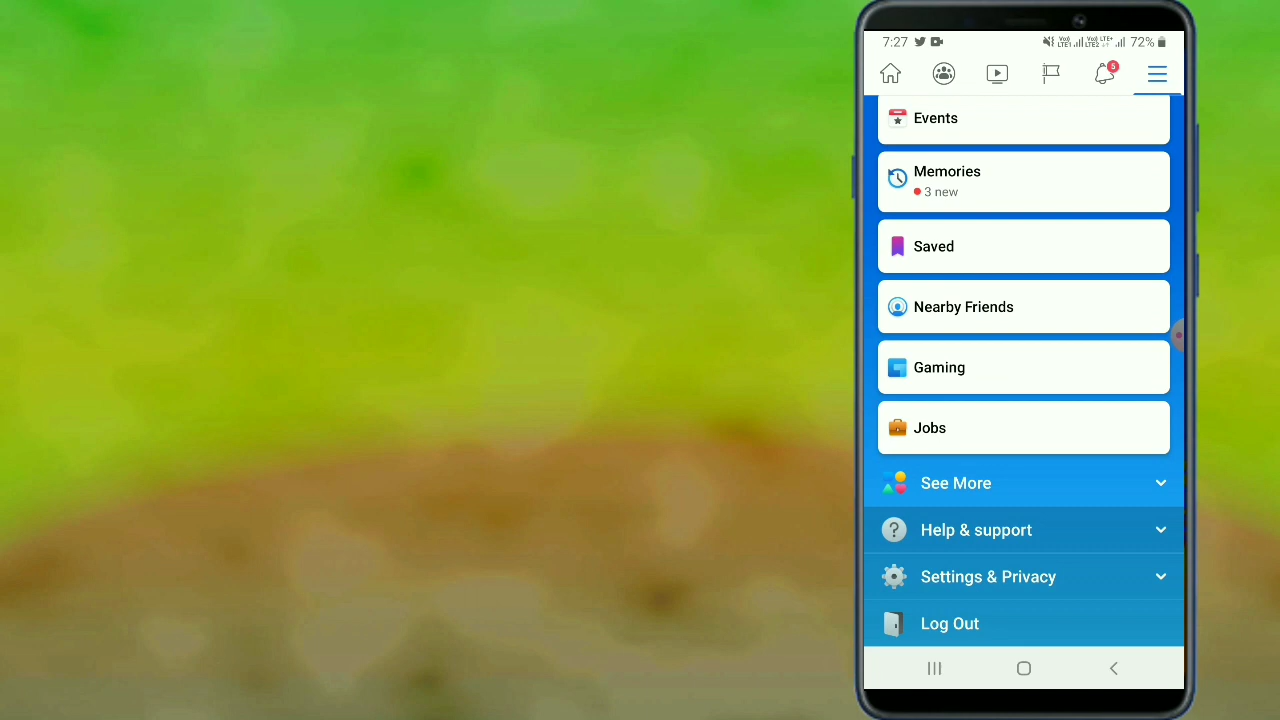 7:27 72%
5
Events
Memories
3 new
Saved
Nearby Friends
Gaming
Jobs
See More
Help & support
Settings & Privacy
Log Out